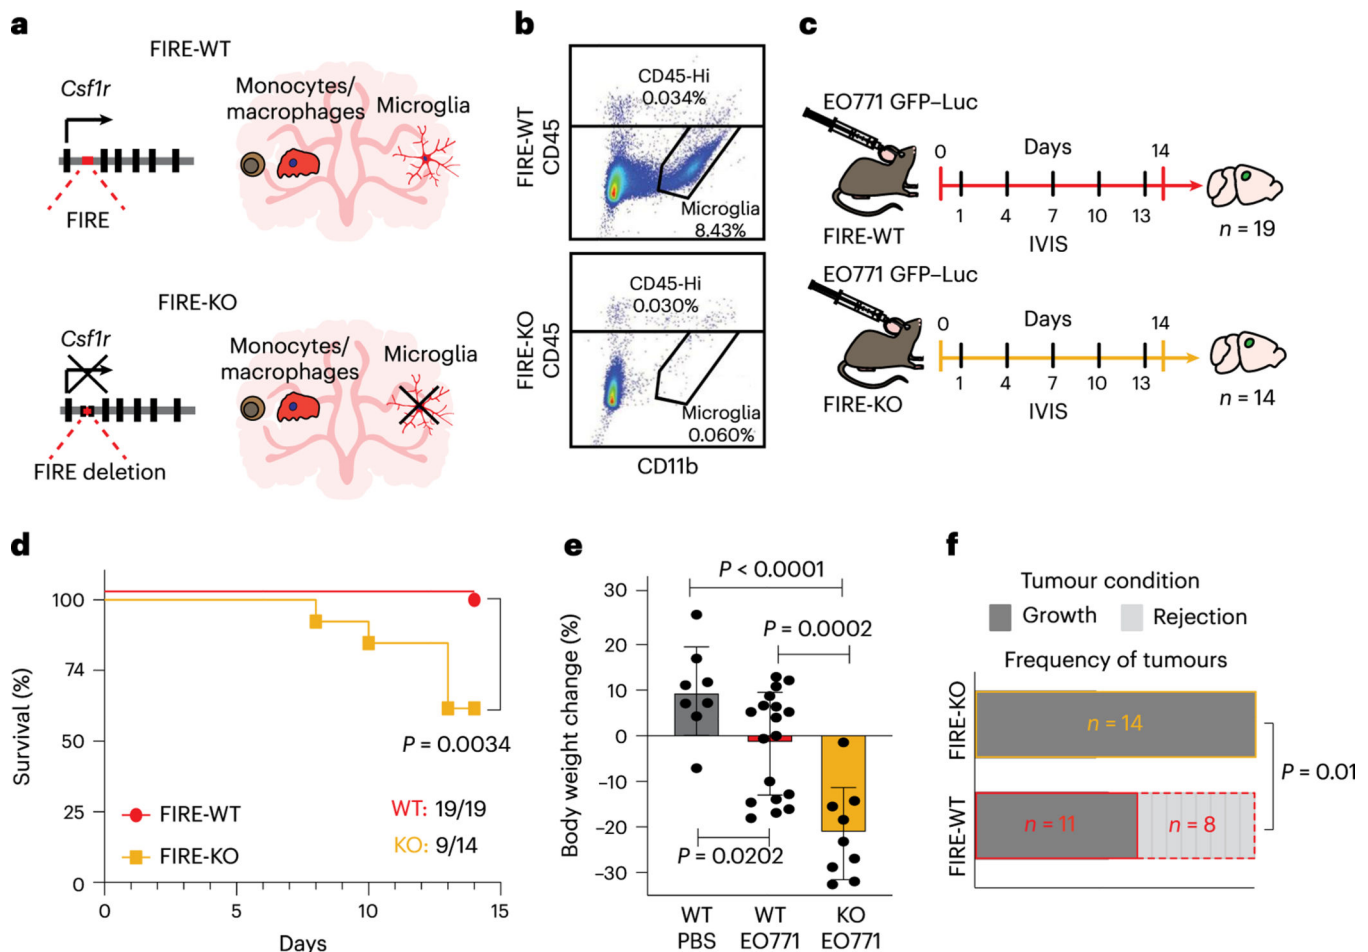 a
FIRE-WT
Csf1r
FIRE
Monocytes/
macrophages
Microglia
FIRE-KO
Csf1r
FIRE deletion
Monocytes/
macrophages
Microglia
b
FIRE-WT
CD45
CD45-Hi
0.034%
Microglia
8.43%
FIRE-KO
CD45
CD45-Hi
0.030%
Microglia
0.060%
CD11b
c
EO771 GFP–Luc
FIRE-WT
0 Days 14
1 4 7 10 13
IVIS
n = 19
EO771 GFP–Luc
FIRE-KO
0 Days 14
1 4 7 10 13
IVIS
n = 14
d
Survival (%)
100
74
50
25
0
P = 0.0034
FIRE-WT
FIRE-KO
WT: 19/19
KO: 9/14
0 5 10 15
Days
e
Body weight change (%)
30
20
10
0
–10
–20
–30
P < 0.0001
P = 0.0002
P = 0.0202
WT
PBS
WT
EO771
KO
EO771
f
Tumour condition
Growth Rejection
Frequency of tumours
FIRE-KO
n = 14
FIRE-WT
n = 11
n = 8
P = 0.01